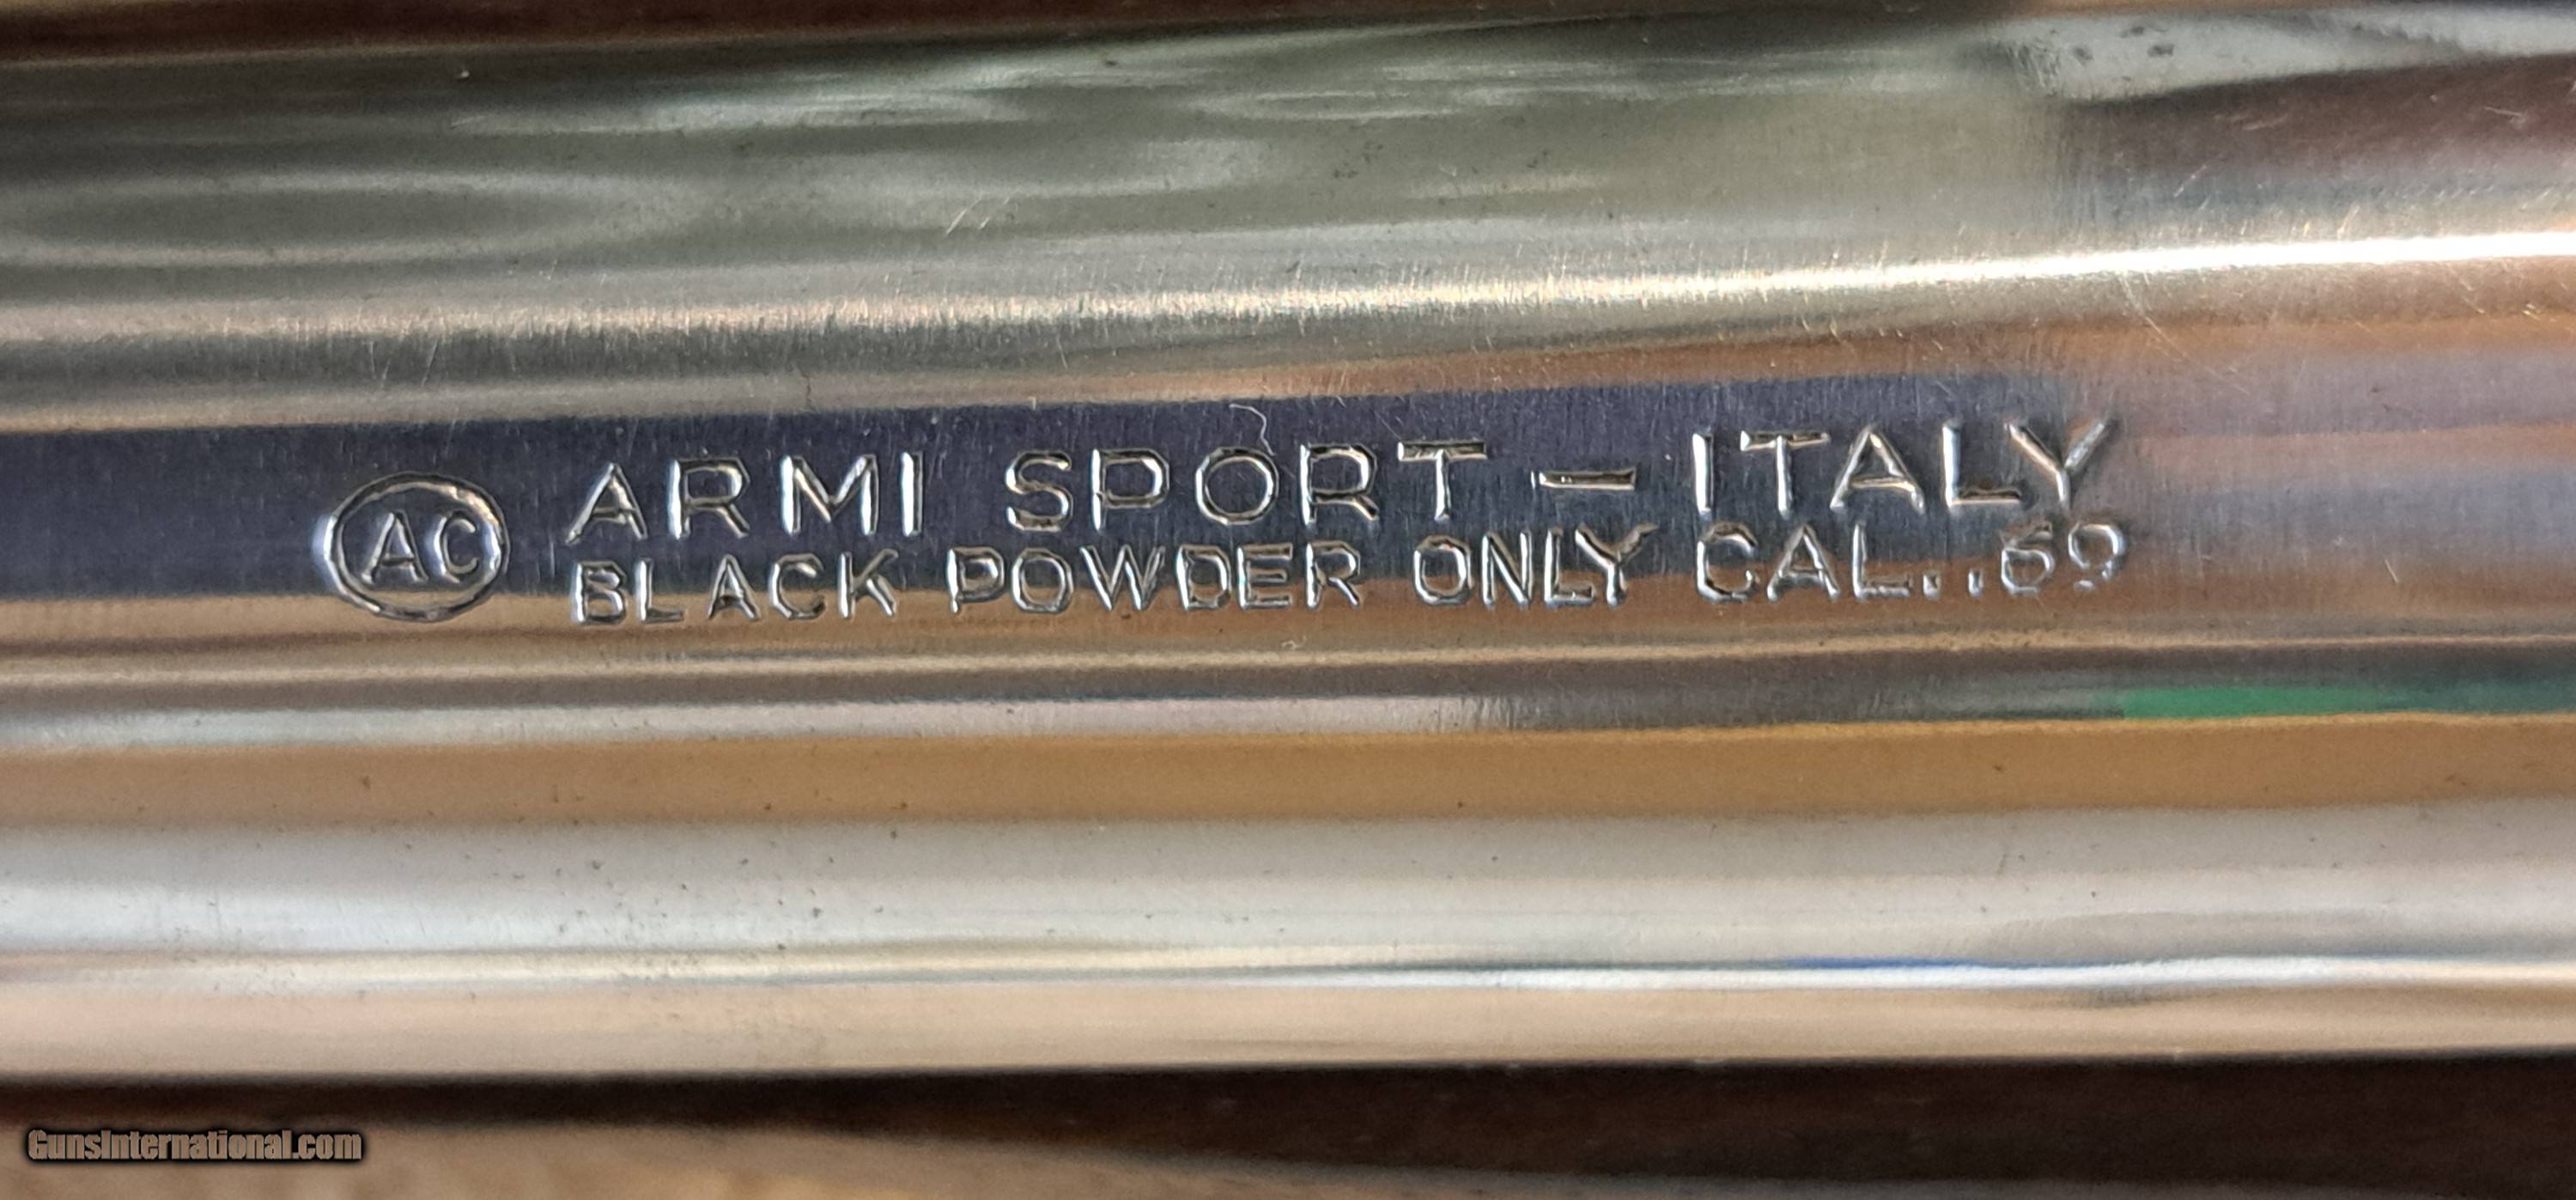 AC ARMI SPORT – ITALY
BLACK POWDER ONLY CAL..69
GunsInternational.com